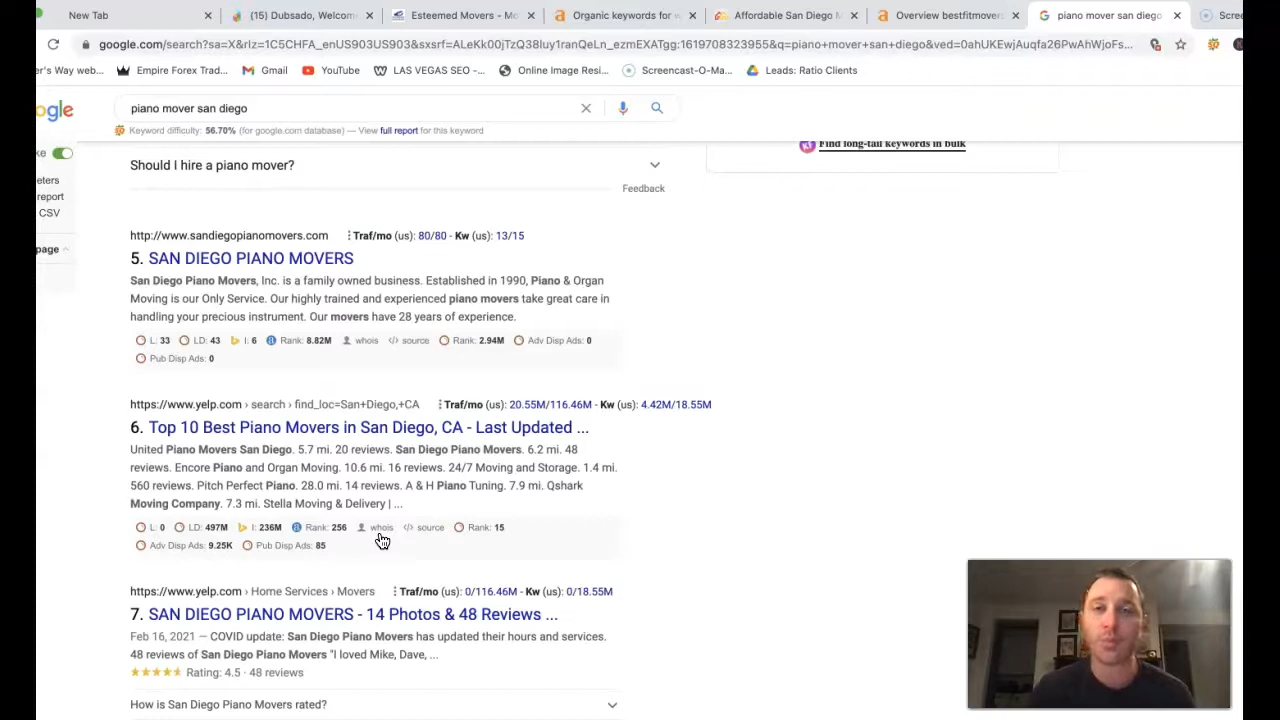 New Tab
(15) Dubsado, Welcome
Esteemed Movers - Mo
Organic keywords for w
Affordable San Diego M
Overview bestfitmovers
piano mover san diego
Scree
google.com/search?sa=X&rlz=1C5CHFA_enUS903US903&sxsrf=ALeKk00jTzQ36luy1ranQeLn_ezmEXATgg:1619708323955&q=piano+mover+san+diego&ved=0ahUKEwjAuqfa26PwAhWjoFs...
er's Way web...
Empire Forex Trad...
Gmail
YouTube
LAS VEGAS SEO -...
Online Image Resi...
Screencast-O-Ma...
Leads: Ratio Clients
ogle
piano mover san diego
Keyword difficulty: 56.70% (for google.com database) — View full report for this keyword
ke
eters
report
CSV
page
Find long-tail keywords in bulk
Should I hire a piano mover?
Feedback
http://www.sandiegopianomovers.com Traf/mo (us): 80/80 - Kw (us): 13/15
5. SAN DIEGO PIANO MOVERS
San Diego Piano Movers, Inc. is a family owned business. Established in 1990, Piano & Organ
Moving is our Only Service. Our highly trained and experienced piano movers take great care in
handling your precious instrument. Our movers have 28 years of experience.
L: 33 LD: 43 I: 6 Rank: 8.82M whois </> source Rank: 2.94M Adv Disp Ads: 0
Pub Disp Ads: 0
https://www.yelp.com › search › find_loc=San+Diego,+CA Traf/mo (us): 20.55M/116.46M - Kw (us): 4.42M/18.55M
6. Top 10 Best Piano Movers in San Diego, CA - Last Updated ...
United Piano Movers San Diego. 5.7 mi. 20 reviews. San Diego Piano Movers. 6.2 mi. 48
reviews. Encore Piano and Organ Moving. 10.6 mi. 16 reviews. 24/7 Moving and Storage. 1.4 mi.
560 reviews. Pitch Perfect Piano. 28.0 mi. 14 reviews. A & H Piano Tuning. 7.9 mi. Qshark
Moving Company. 7.3 mi. Stella Moving & Delivery | ...
L: 0 LD: 497M I: 236M Rank: 256 whois </> source Rank: 15
Adv Disp Ads: 9.25K Pub Disp Ads: 85
https://www.yelp.com › Home Services › Movers Traf/mo (us): 0/116.46M - Kw (us): 0/18.55M
7. SAN DIEGO PIANO MOVERS - 14 Photos & 48 Reviews ...
Feb 16, 2021 — COVID update: San Diego Piano Movers has updated their hours and services.
48 reviews of San Diego Piano Movers "I loved Mike, Dave, ...
Rating: 4.5 · 48 reviews
How is San Diego Piano Movers rated?